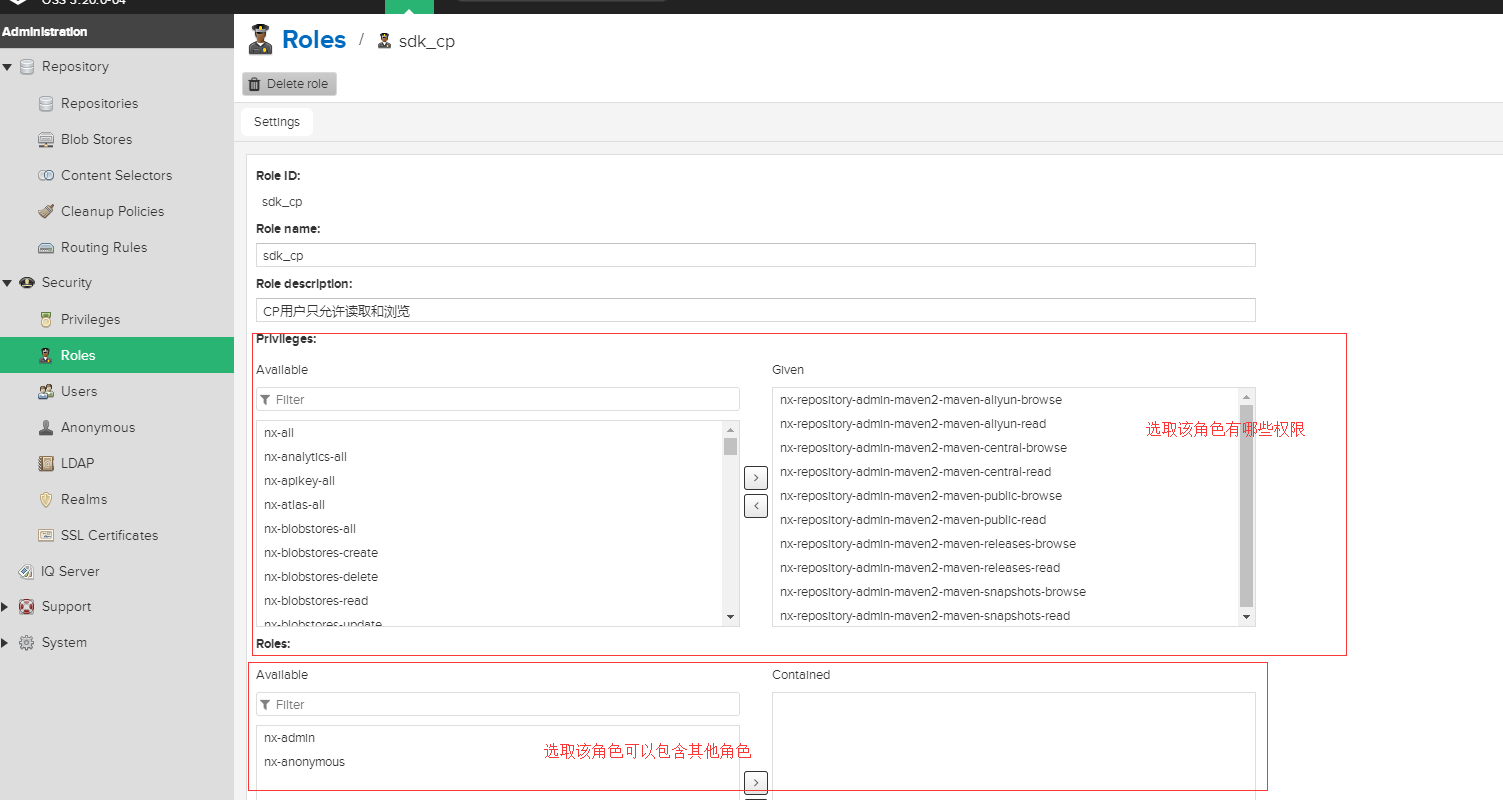 OSS 3.20.0-04
Administration
Repository
Repositories
Blob Stores
Content Selectors
Cleanup Policies
Routing Rules
Security
Privileges
Roles
Users
Anonymous
LDAP
Realms
SSL Certificates
IQ Server
Support
System
Roles / sdk_cp
Delete role
Settings
Role ID:
sdk_cp
Role name:
sdk_cp
Role description:
CP用户只允许读取和浏览
Privileges:
Available
Filter
nx-all
nx-analytics-all
nx-apikey-all
nx-atlas-all
nx-blobstores-all
nx-blobstores-create
nx-blobstores-delete
nx-blobstores-read
nx-blobstores-update
Given
nx-repository-admin-maven2-maven-aliyun-browse
nx-repository-admin-maven2-maven-aliyun-read
nx-repository-admin-maven2-maven-central-browse
nx-repository-admin-maven2-maven-central-read
nx-repository-admin-maven2-maven-public-browse
nx-repository-admin-maven2-maven-public-read
nx-repository-admin-maven2-maven-releases-browse
nx-repository-admin-maven2-maven-releases-read
nx-repository-admin-maven2-maven-snapshots-browse
nx-repository-admin-maven2-maven-snapshots-read
选取该角色有哪些权限
Roles:
Available
Filter
nx-admin
nx-anonymous
选取该角色可以包含其他角色
Contained